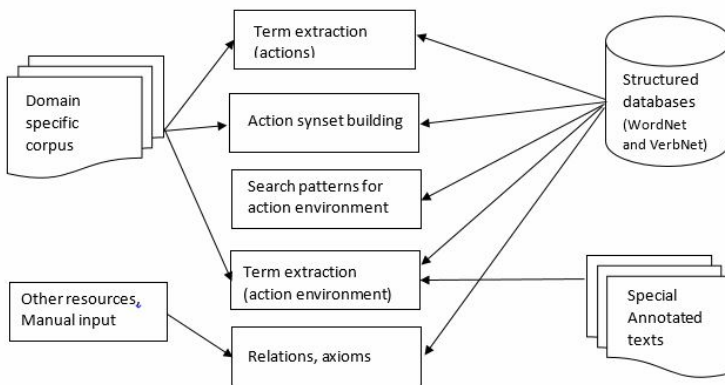 Term extraction
(actions)
Domain
specific
corpus
Structured
databases
(WordNet
and VerbNet)
Action synset building
Search patterns for
action environment
Term extraction
(action environment)
Other resources,
Manual input
Special
Annotated
texts
Relations, axioms